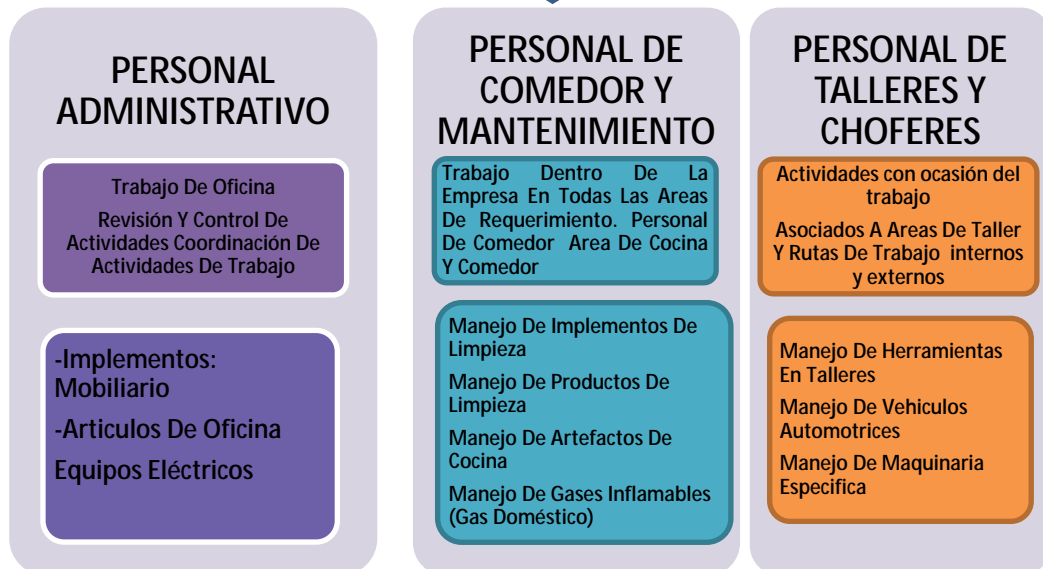 PERSONAL
ADMINISTRATIVO
Trabajo De Oficina
Revisión Y Control De
Actividades Coordinación De
Actividades De Trabajo
-Implementos:
Mobiliario
-Articulos De Oficina
Equipos Eléctricos
PERSONAL DE
COMEDOR Y
MANTENIMIENTO
Trabajo Dentro De La
Empresa En Todas Las Areas
De Requerimiento. Personal
De Comedor Area De Cocina
Y Comedor
Manejo De Implementos De
Limpieza
Manejo De Productos De
Limpieza
Manejo De Artefactos De
Cocina
Manejo De Gases Inflamables
(Gas Doméstico)
PERSONAL DE
TALLERES Y
CHOFERES
Actividades con ocasión del
trabajo
Asociados A Areas De Taller
Y Rutas De Trabajo internos
y externos
Manejo De Herramientas
En Talleres
Manejo De Vehiculos
Automotrices
Manejo De Maquinaria
Especifica